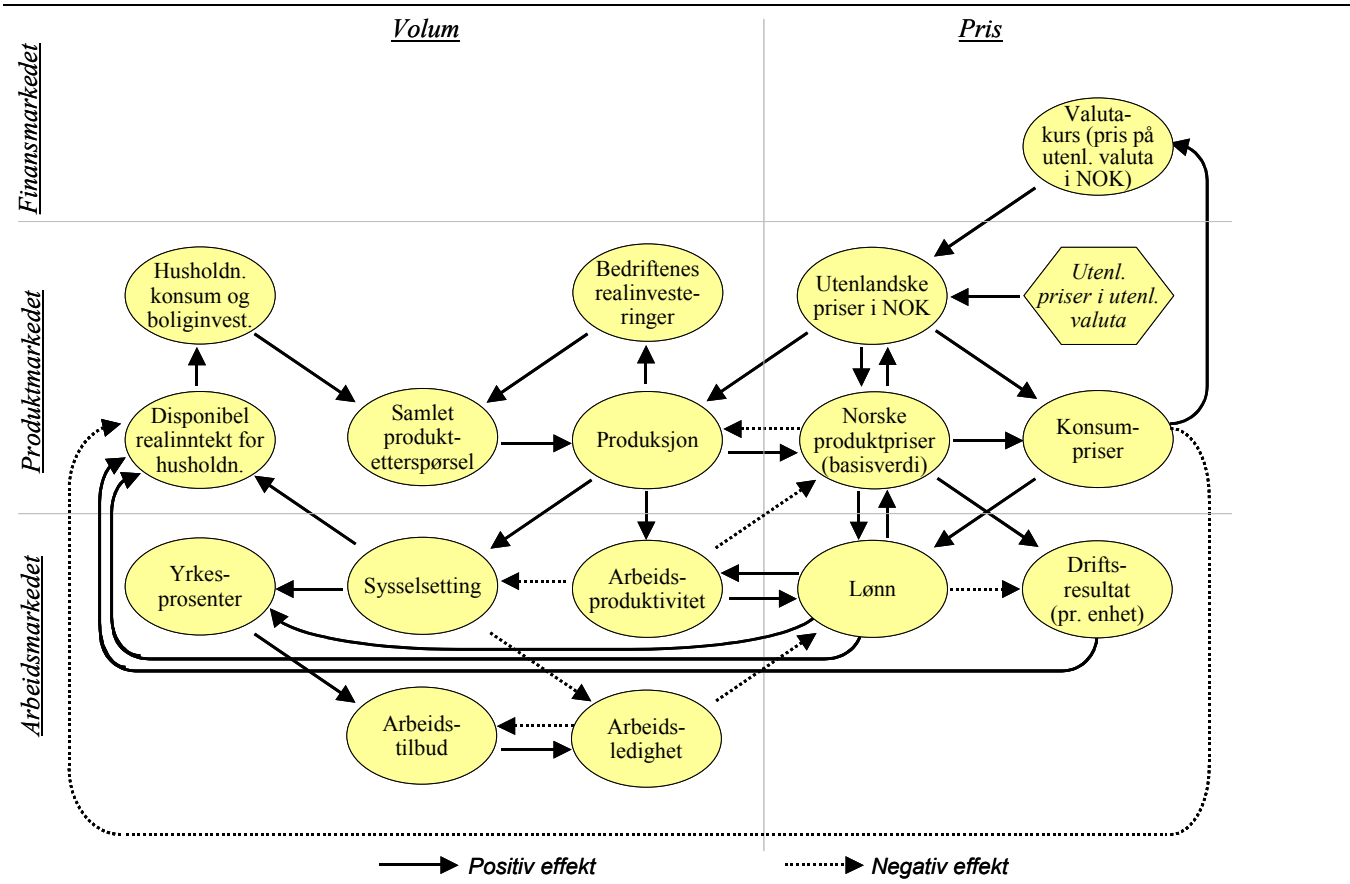 Volum
Pris
Finansmarkedet
Valuta-
kurs (pris på
utenl. valuta
i NOK)
Produktmarkedet
Husholdn.
konsum og
boliginvest.
Bedriftenes
realinveste-
ringer
Utenlandske
priser i NOK
Utenl.
priser i utenl.
valuta
Disponibel
realinntekt for
husholdn.
Samlet
produkt-
etterspørsel
Produksjon
Norske
produktpriser
(basisverdi)
Konsum-
priser
Arbeidsmarkedet
Yrkes-
prosenter
Sysselsetting
Arbeids-
produktivitet
Lønn
Drifts-
resultat
(pr. enhet)
Arbeids-
tilbud
Arbeids-
ledighet
Positiv effekt
Negativ effekt